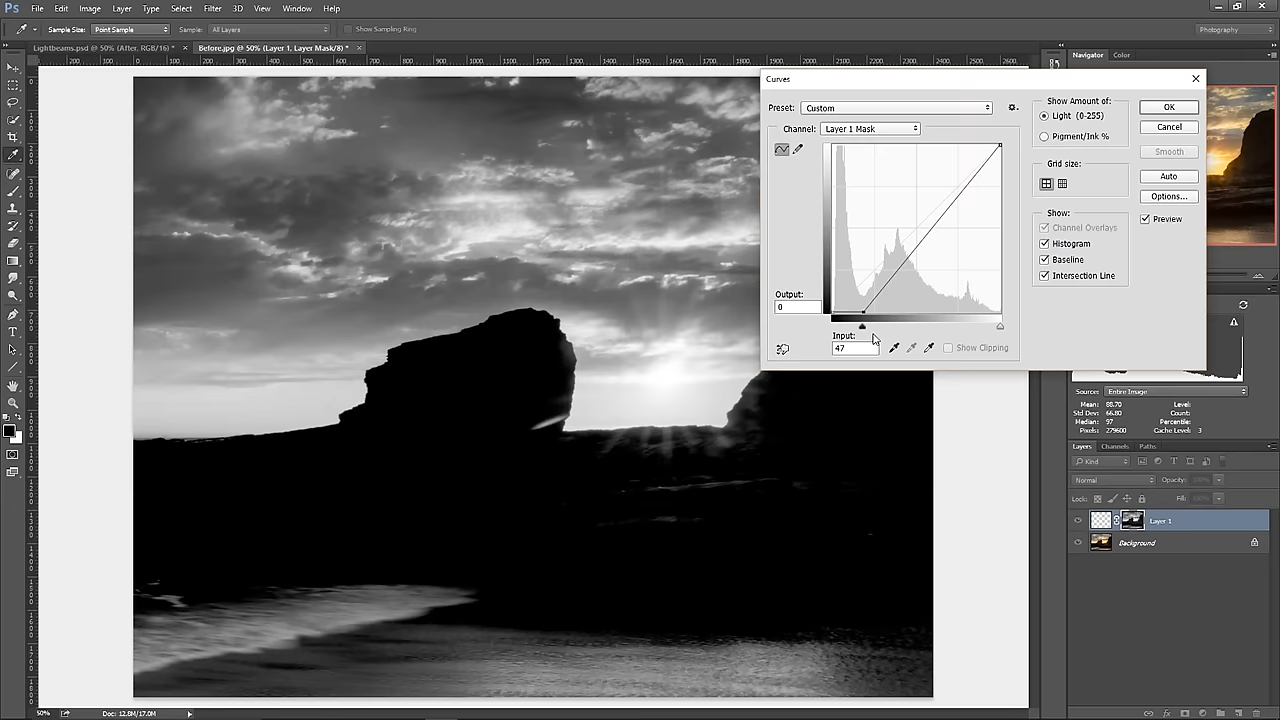 Ps File Edit Image Layer Type Select Filter 3D View Window Help
Sample Size: Point Sample Sample: All Layers Show Sampling Ring Photography
Lightbeams.psd @ 50% (After, RGB/16) * × Before.jpg @ 50% (Layer 1, Layer Mask/8) * ×
Navigator Color
Curves
Preset: Custom
Channel: Layer 1 Mask
Output:
0
Input:
47
Show Clipping
Show Amount of:
Light (0-255)
Pigment/Ink %
Grid size:
Show:
Channel Overlays
Histogram
Baseline
Intersection Line
OK
Cancel
Smooth
Auto
Options...
Preview
Source: Entire Image
Mean: 88.70 Level:
Std Dev: 66.80 Count:
Median: 97 Percentile:
Pixels: 279600 Cache Level: 3
Layers Channels Paths
Kind
Normal Opacity: 100%
Lock: Fill: 100%
Layer 1
Background
50% Doc: 12.8M/17.0M